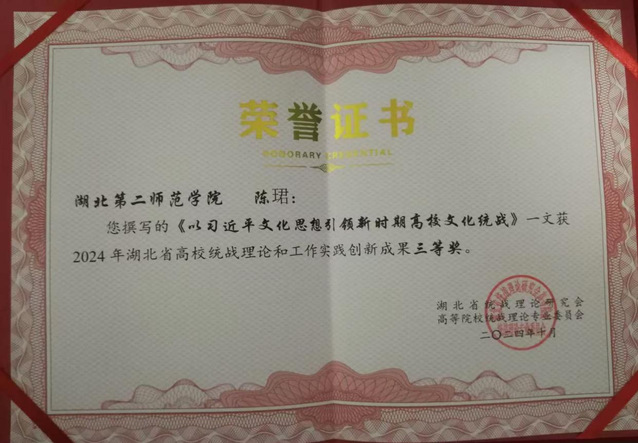 荣誉证书
HONORARY CREDENTIAL
湖北第二师范学院 陈珺：
您撰写的《以习近平文化思想引领新时期高校文化统战》一文获
2024年湖北省高校统战理论和工作实践创新成果三等奖。
湖北省统战理论研究会
高等院校统战理论专业委员会
二〇二四年十月